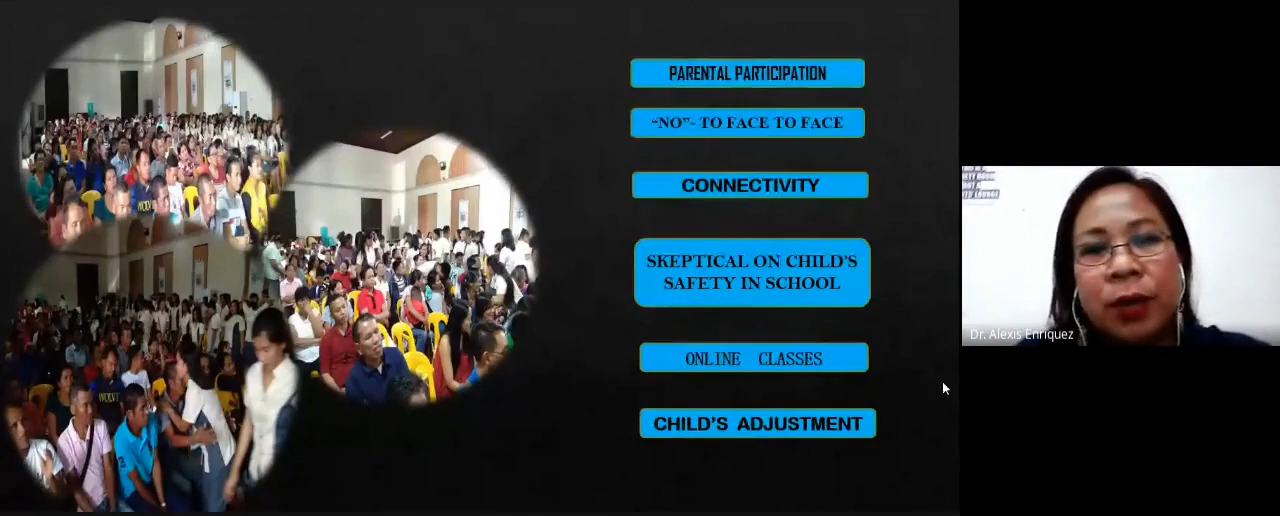 PARENTAL PARTICIPATION
“NO”- TO FACE TO FACE
CONNECTIVITY
SKEPTICAL ON CHILD’S
SAFETY IN SCHOOL
ONLINE CLASSES
CHILD’S ADJUSTMENT
Dr. Alexis Enriquez